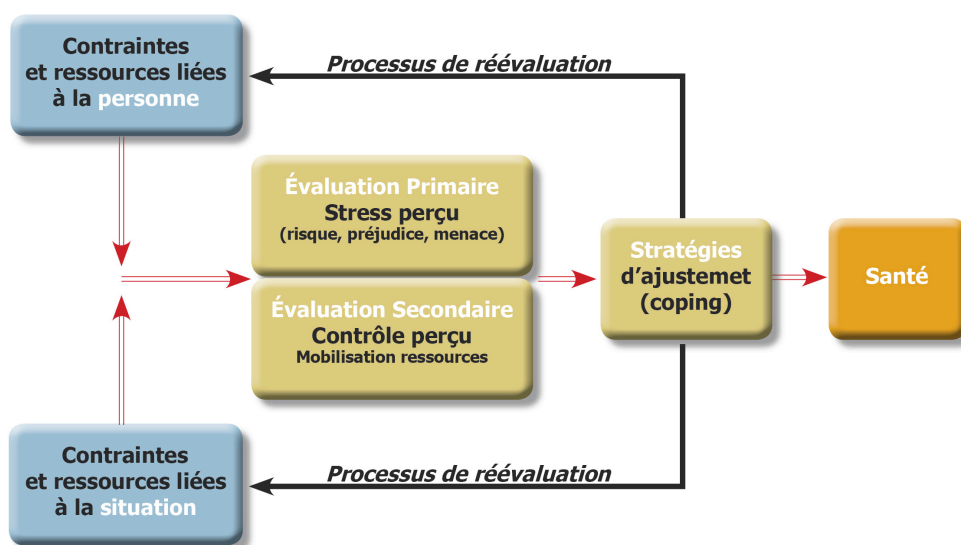 Contraintes
et ressources liées
à la personne
Processus de réévaluation
Évaluation Primaire
Stress perçu
(risque, préjudice, menace)
Évaluation Secondaire
Contrôle perçu
Mobilisation ressources
Stratégies
d'ajustemet
(coping)
Santé
Contraintes
et ressources liées
à la situation
Processus de réévaluation